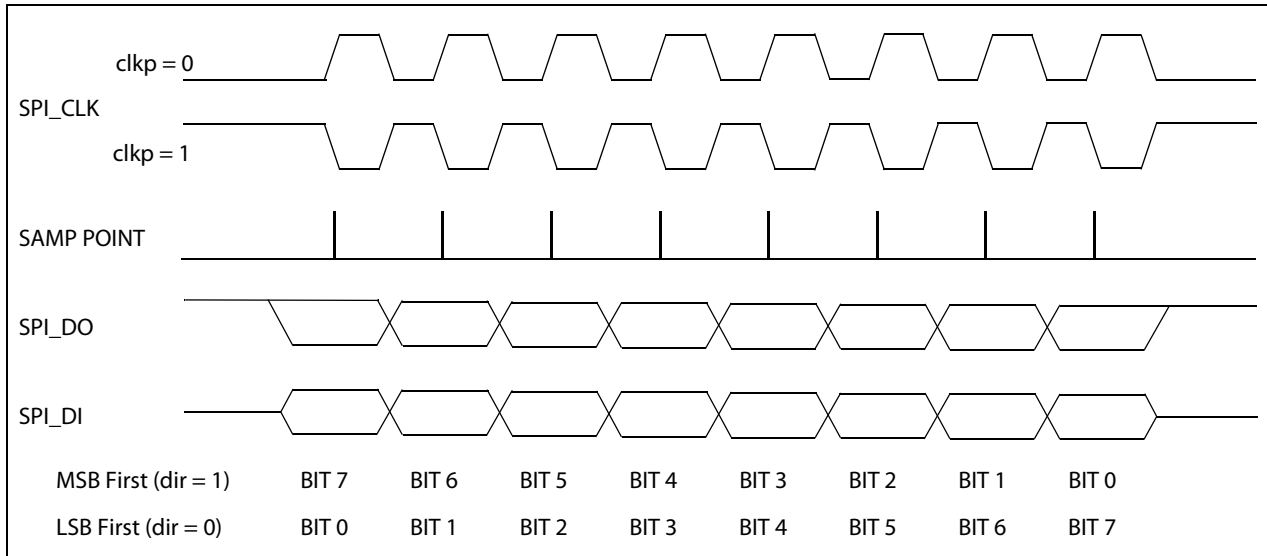 clkp = 0
SPI_CLK
clkp = 1
SAMP POINT
SPI_DO
SPI_DI
MSB First (dir = 1) BIT 7 BIT 6 BIT 5 BIT 4 BIT 3 BIT 2 BIT 1 BIT 0
LSB First (dir = 0) BIT 0 BIT 1 BIT 2 BIT 3 BIT 4 BIT 5 BIT 6 BIT 7